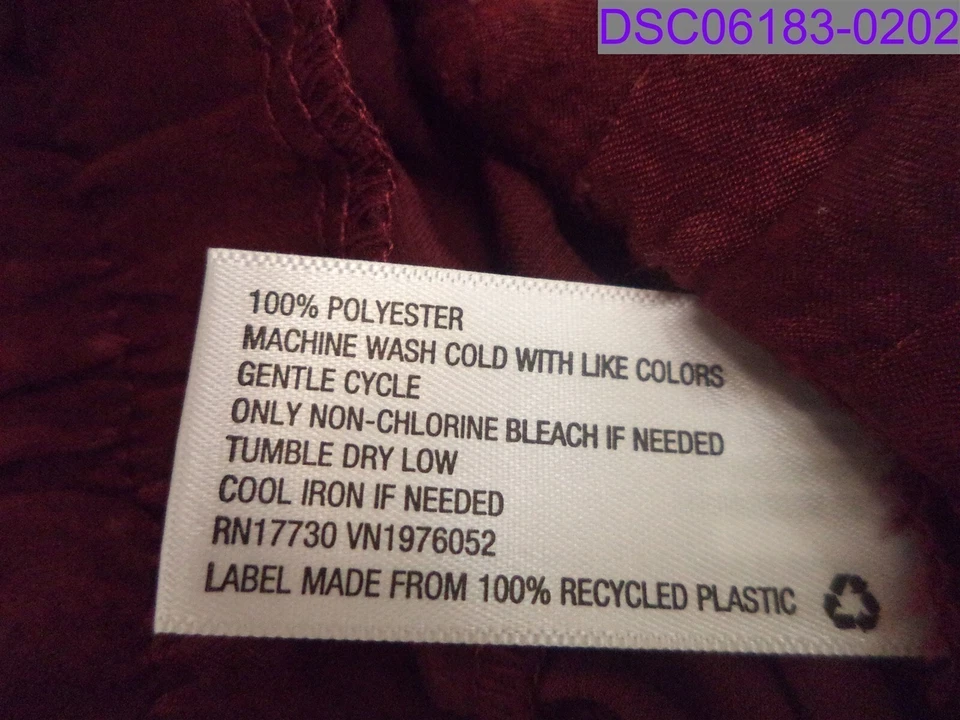 DSC06183-0202
100% POLYESTER
MACHINE WASH COLD WITH LIKE COLORS
GENTLE CYCLE
ONLY NON-CHLORINE BLEACH IF NEEDED
TUMBLE DRY LOW
COOL IRON IF NEEDED
RN17730 VN1976052
LABEL MADE FROM 100% RECYCLED PLASTIC